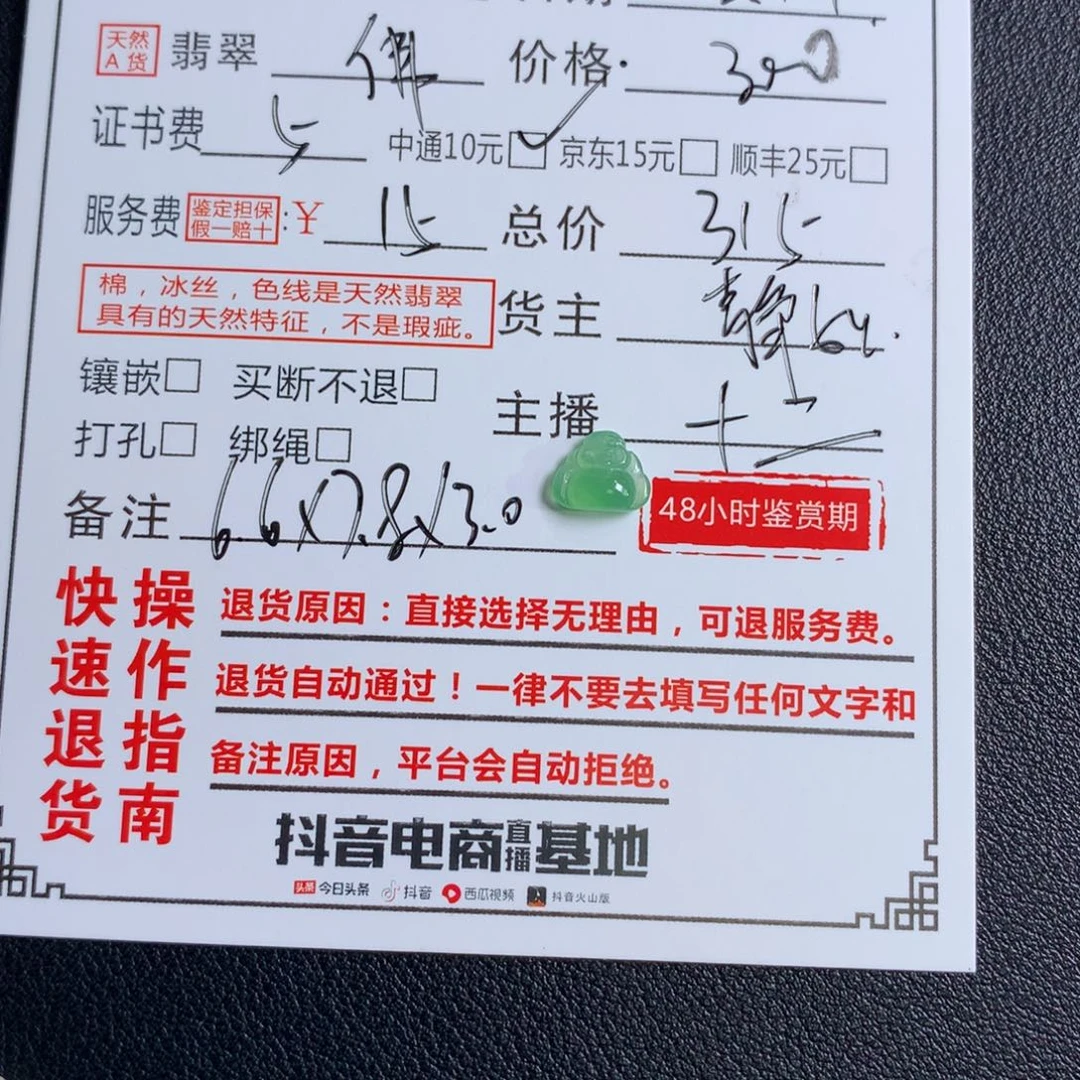 天然A货 翡翠 佛 价格: 300
证书费 5 中通10元☑ 京东15元□ 顺丰25元□
服务费 鉴定担保 假一赔十 :¥ 15 总价 315
棉，冰丝，色线是天然翡翠
具有的天然特征，不是瑕疵。
货主
镶嵌□ 买断不退□
主播 十一
打孔□ 绑绳□
备注 6.6x7.8x3.0
48小时鉴赏期
快速退货
操作指南
退货原因：直接选择无理由，可退服务费。
退货自动通过！一律不要去填写任何文字和
备注原因，平台会自动拒绝。
抖音电商直播基地
头条 今日头条 抖音 西瓜视频 抖音火山版